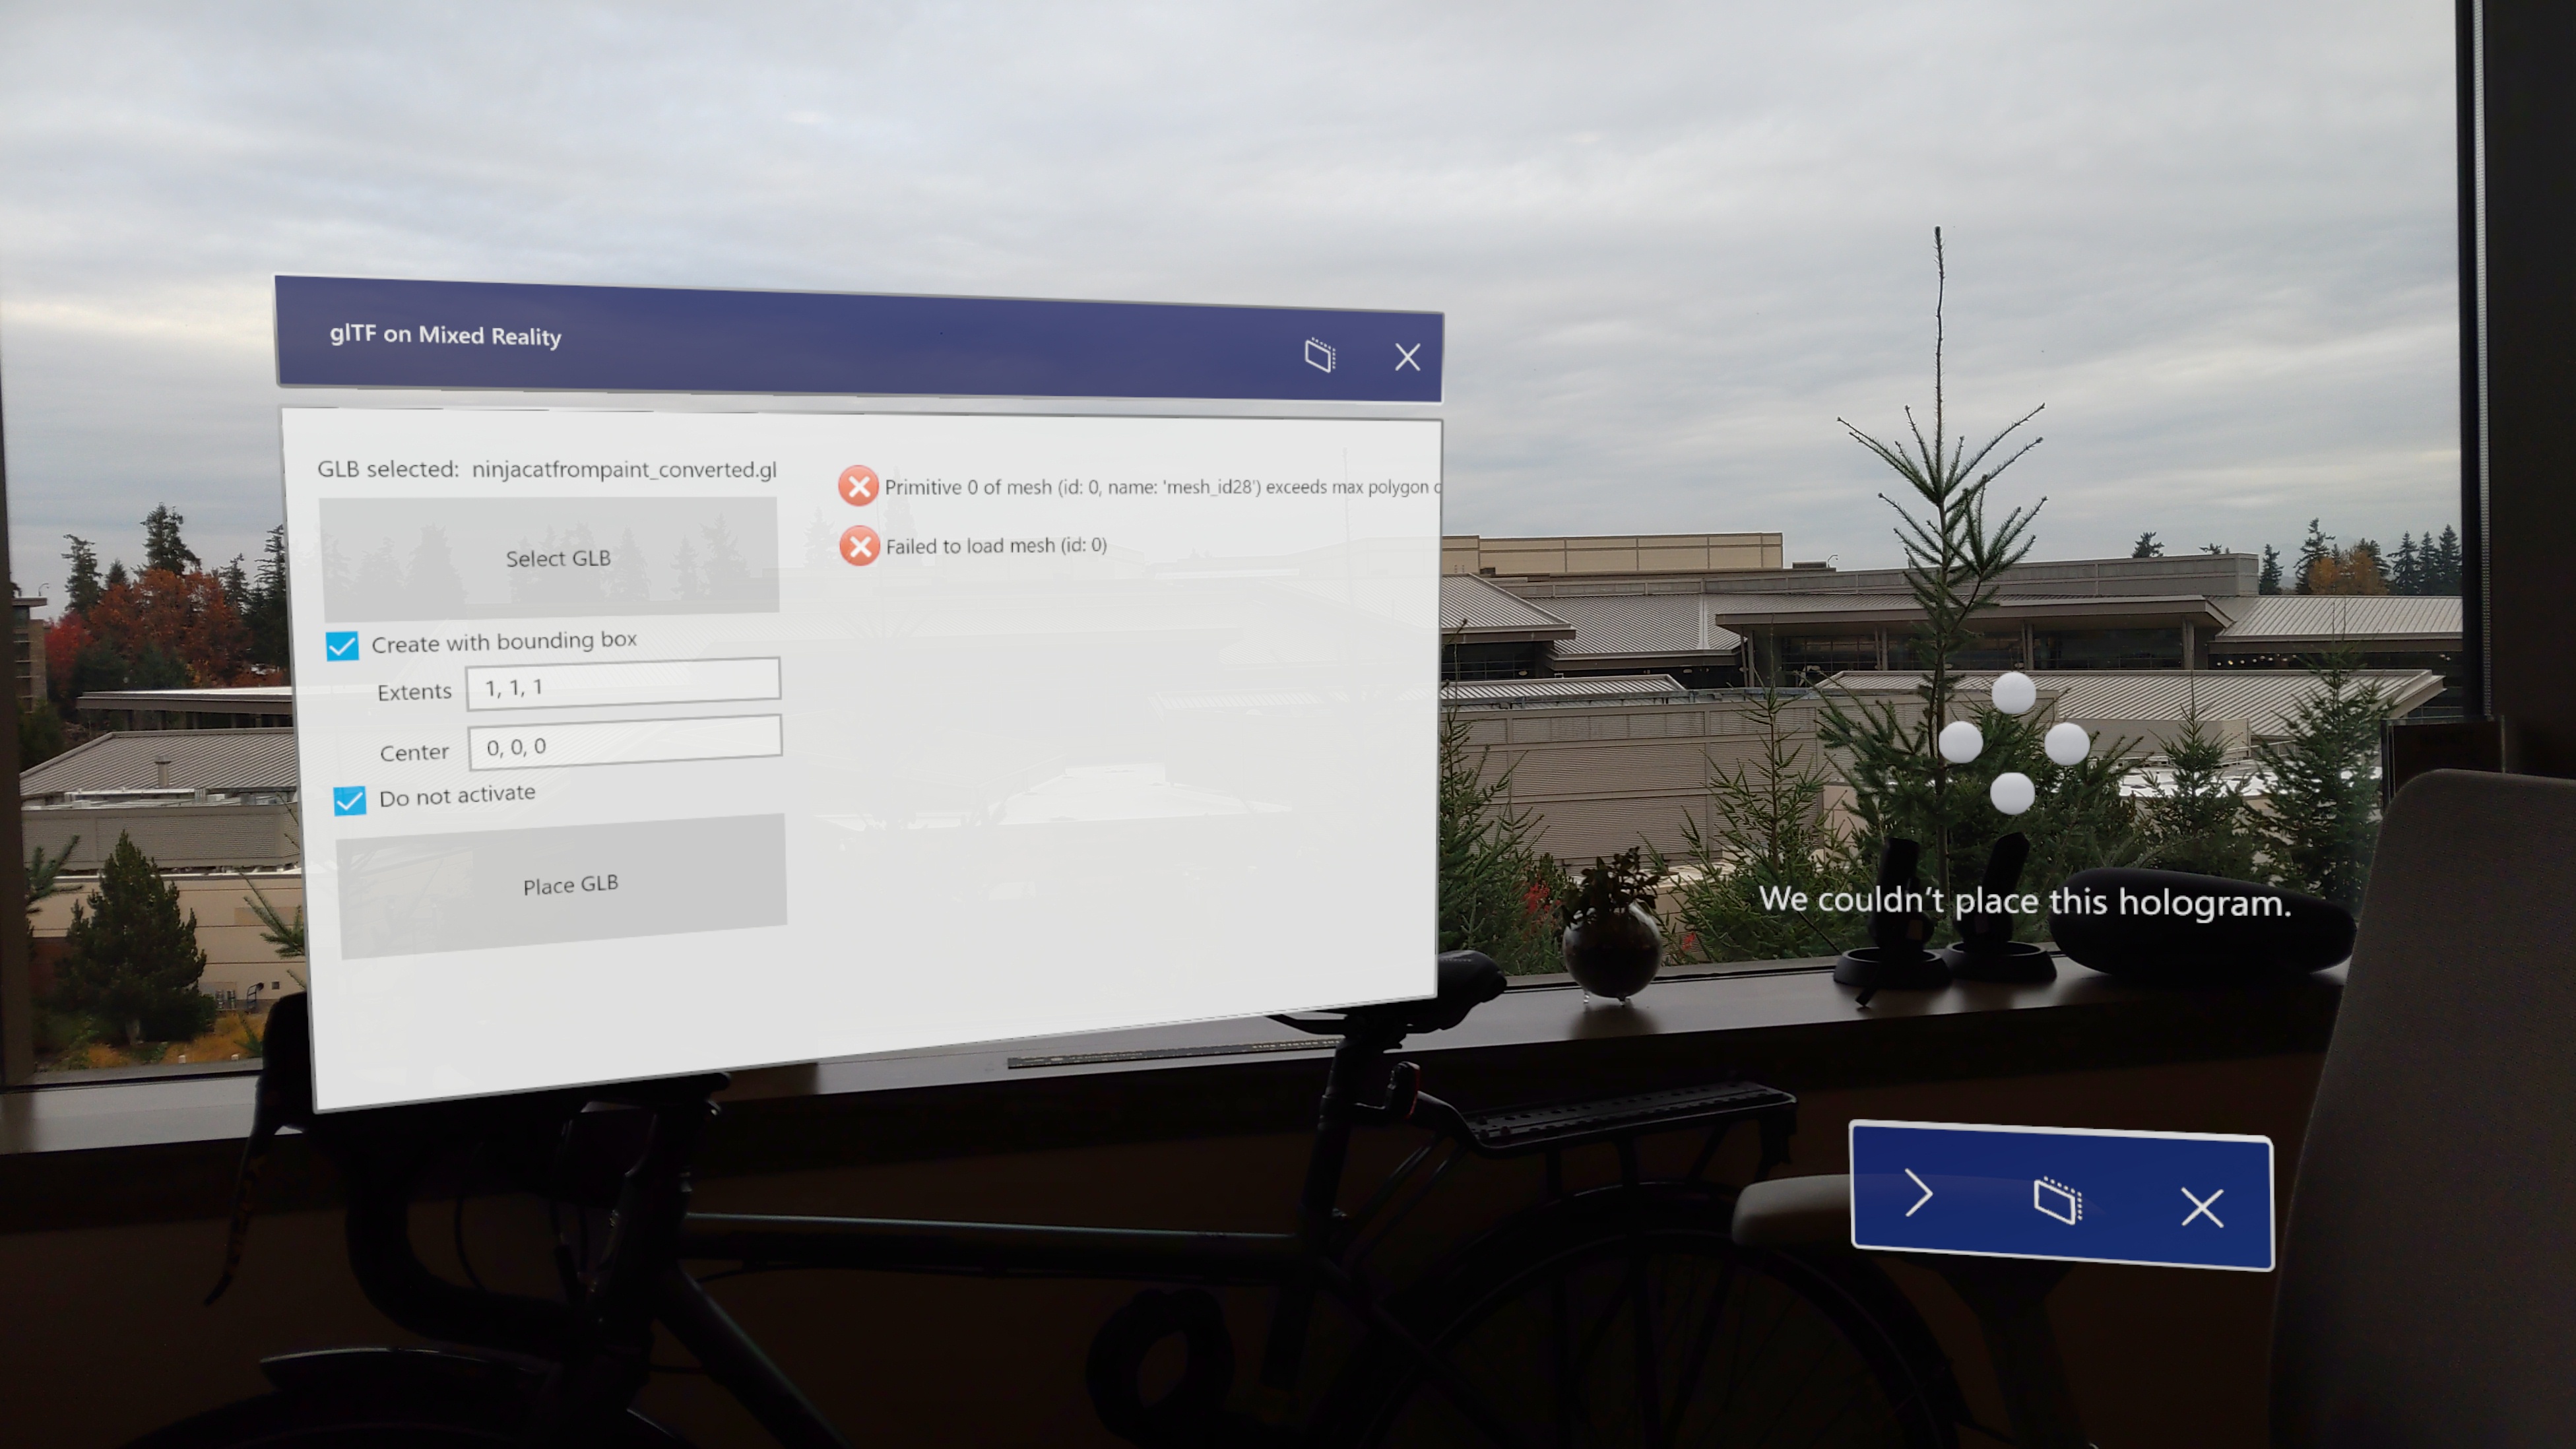 glTF on Mixed Reality
GLB selected: ninjacatfrompaint_converted.gl
Select GLB
Create with bounding box
Extents 1, 1, 1
Center 0, 0, 0
Do not activate
Place GLB
Primitive 0 of mesh (id: 0, name: 'mesh_id28') exceeds max polygon
Failed to load mesh (id: 0)
We couldn't place this hologram.